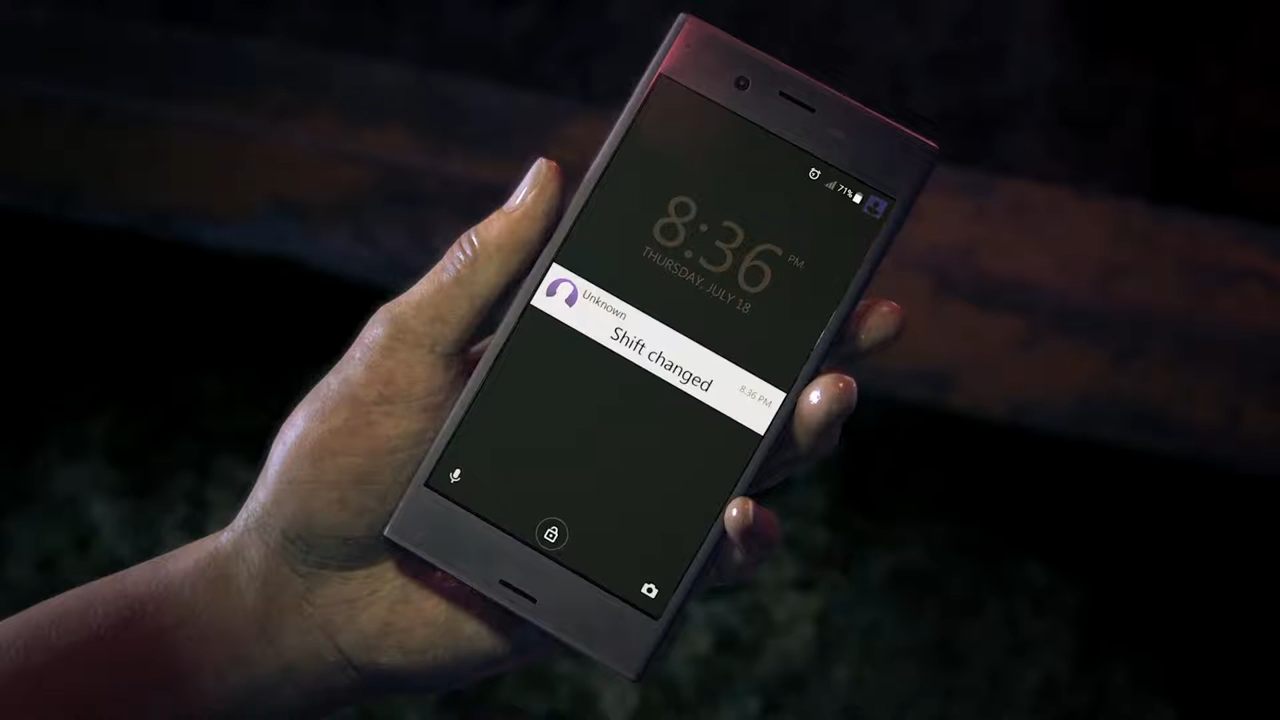 71%
8:36 PM
THURSDAY, JULY 18
Unknown
Shift changed
8:36 PM